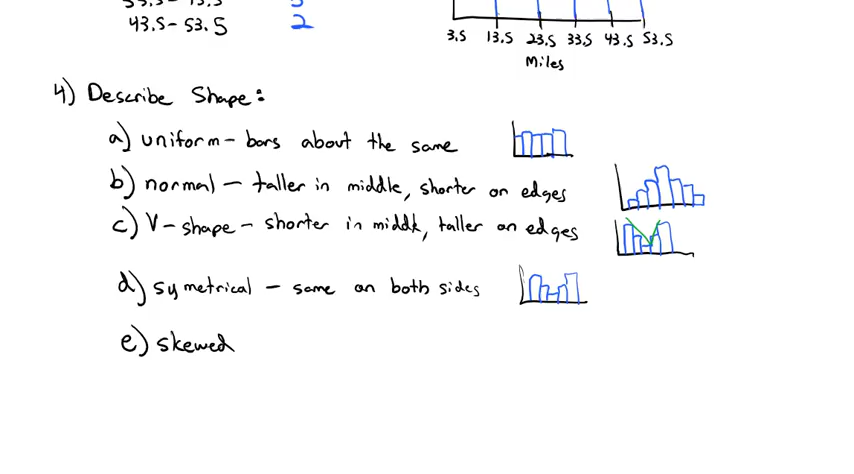 43.5 - 53.5 2
3.5 13.5 23.5 33.5 43.5 53.5
Miles
4) Describe Shape:
a) uniform - bars about the same
b) normal - taller in middle, shorter on edges
c) V-shape - shorter in middle, taller on edges
d) symetrical - same on both sides
e) skewed